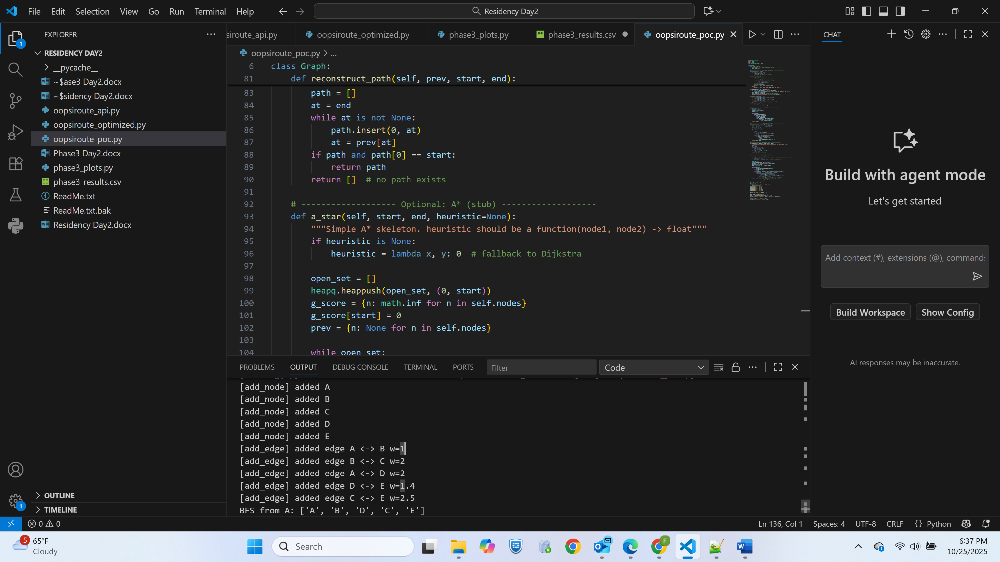 File Edit Selection View Go Run Terminal Help
Residency Day2
EXPLORER
RESIDENCY DAY2
__pycache__
~$ase3 Day2.docx
~$sidency Day2.docx
oopsiroute_api.py
oopsiroute_optimized.py
oopsiroute_poc.py
Phase3 Day2.docx
phase3_plots.py
phase3_results.csv
ReadMe.txt
ReadMe.txt.bak
Residency Day2.docx
OUTLINE
TIMELINE
1
1
siroute_api.py oopsiroute_optimized.py phase3_plots.py phase3_results.csv oopsiroute_poc.py
oopsiroute_poc.py > ...
6 class Graph:
81 def reconstruct_path(self, prev, start, end):
83 path = []
84 at = end
85 while at is not None:
86 path.insert(0, at)
87 at = prev[at]
88 if path and path[0] == start:
89 return path
90 return [] # no path exists
91
92 # ------------------- Optional: A* (stub) -------------------
93 def a_star(self, start, end, heuristic=None):
94 """Simple A* skeleton. heuristic should be a function(node1, node2) -> float"""
95 if heuristic is None:
96 heuristic = lambda x, y: 0 # fallback to Dijkstra
97
98 open_set = []
99 heapq.heappush(open_set, (0, start))
100 g_score = {n: math.inf for n in self.nodes}
101 g_score[start] = 0
102 prev = {n: None for n in self.nodes}
103
104 while open_set:
PROBLEMS OUTPUT DEBUG CONSOLE TERMINAL PORTS Filter Code
[add_node] added A
[add_node] added B
[add_node] added C
[add_node] added D
[add_node] added E
[add_edge] added edge A <-> B w=1
[add_edge] added edge B <-> C w=2
[add_edge] added edge A <-> D w=2
[add_edge] added edge D <-> E w=1.4
[add_edge] added edge C <-> E w=2.5
BFS from A: ['A', 'B', 'D', 'C', 'E']
CHAT
Build with agent mode
Let's get started
Add context (#), extensions (@), commands
Build Workspace Show Config
AI responses may be inaccurate.
0 0 Ln 136, Col 1 Spaces: 4 UTF-8 CRLF {} Python
5
65°F
Cloudy
Search
F
6:37 PM
10/25/2025